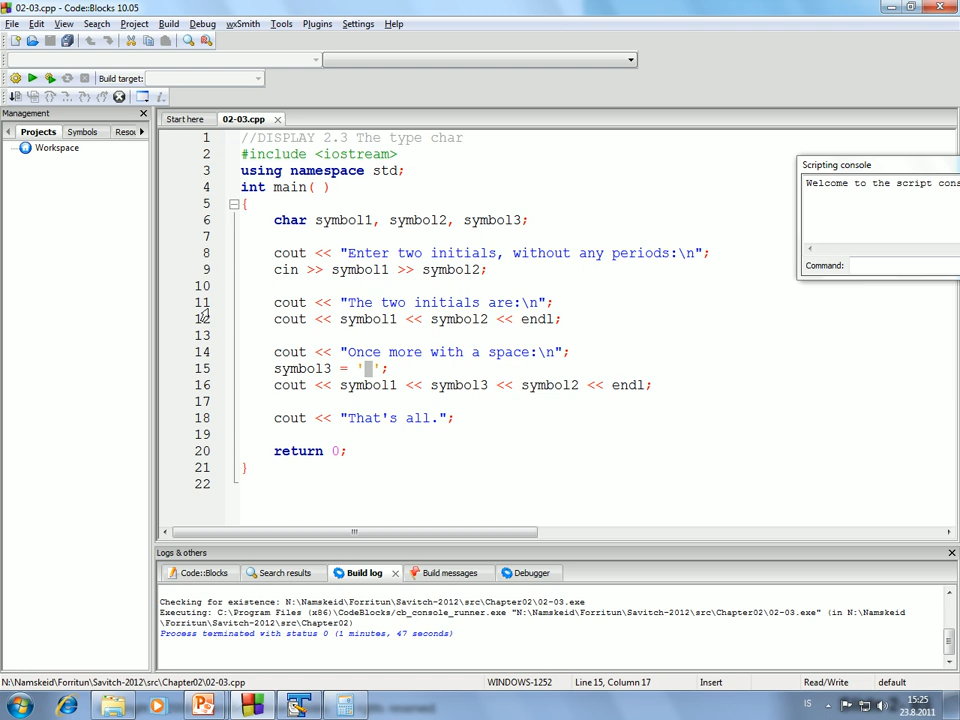 02-03.cpp - Code::Blocks 10.05
File Edit View Search Project Build Debug wxSmith Tools Plugins Settings Help
Build target:
Management
Projects Symbols Resou
Workspace
Start here 02-03.cpp
1 //DISPLAY 2.3 The type char
2 #include <iostream>
3 using namespace std;
4 int main( )
5 {
6 char symbol1, symbol2, symbol3;
7
8 cout << "Enter two initials, without any periods:\n";
9 cin >> symbol1 >> symbol2;
10
11 cout << "The two initials are:\n";
12 cout << symbol1 << symbol2 << endl;
13
14 cout << "Once more with a space:\n";
15 symbol3 = ' ';
16 cout << symbol1 << symbol3 << symbol2 << endl;
17
18 cout << "That's all.";
19
20 return 0;
21 }
22
Scripting console
Welcome to the script cons
Command:
Logs & others
Code::Blocks Search results Build log Build messages Debugger
Checking for existence: N:\Namskeid\Forritun\Savitch-2012\src\Chapter02\02-03.exe
Executing: C:\Program Files (x86)\CodeBlocks/cb_console_runner.exe "N:\Namskeid\Forritun\Savitch-2012\src\Chapter02\02-03.exe" (in N:\Namskeid
\Forritun\Savitch-2012\src\Chapter02)
Process terminated with status 0 (1 minutes, 47 seconds)
N:\Namskeid\Forritun\Savitch-2012\src\Chapter02\02-03.cpp WINDOWS-1252 Line 15, Column 17 Insert Read/Write default
IS 15:25
23.8.2011